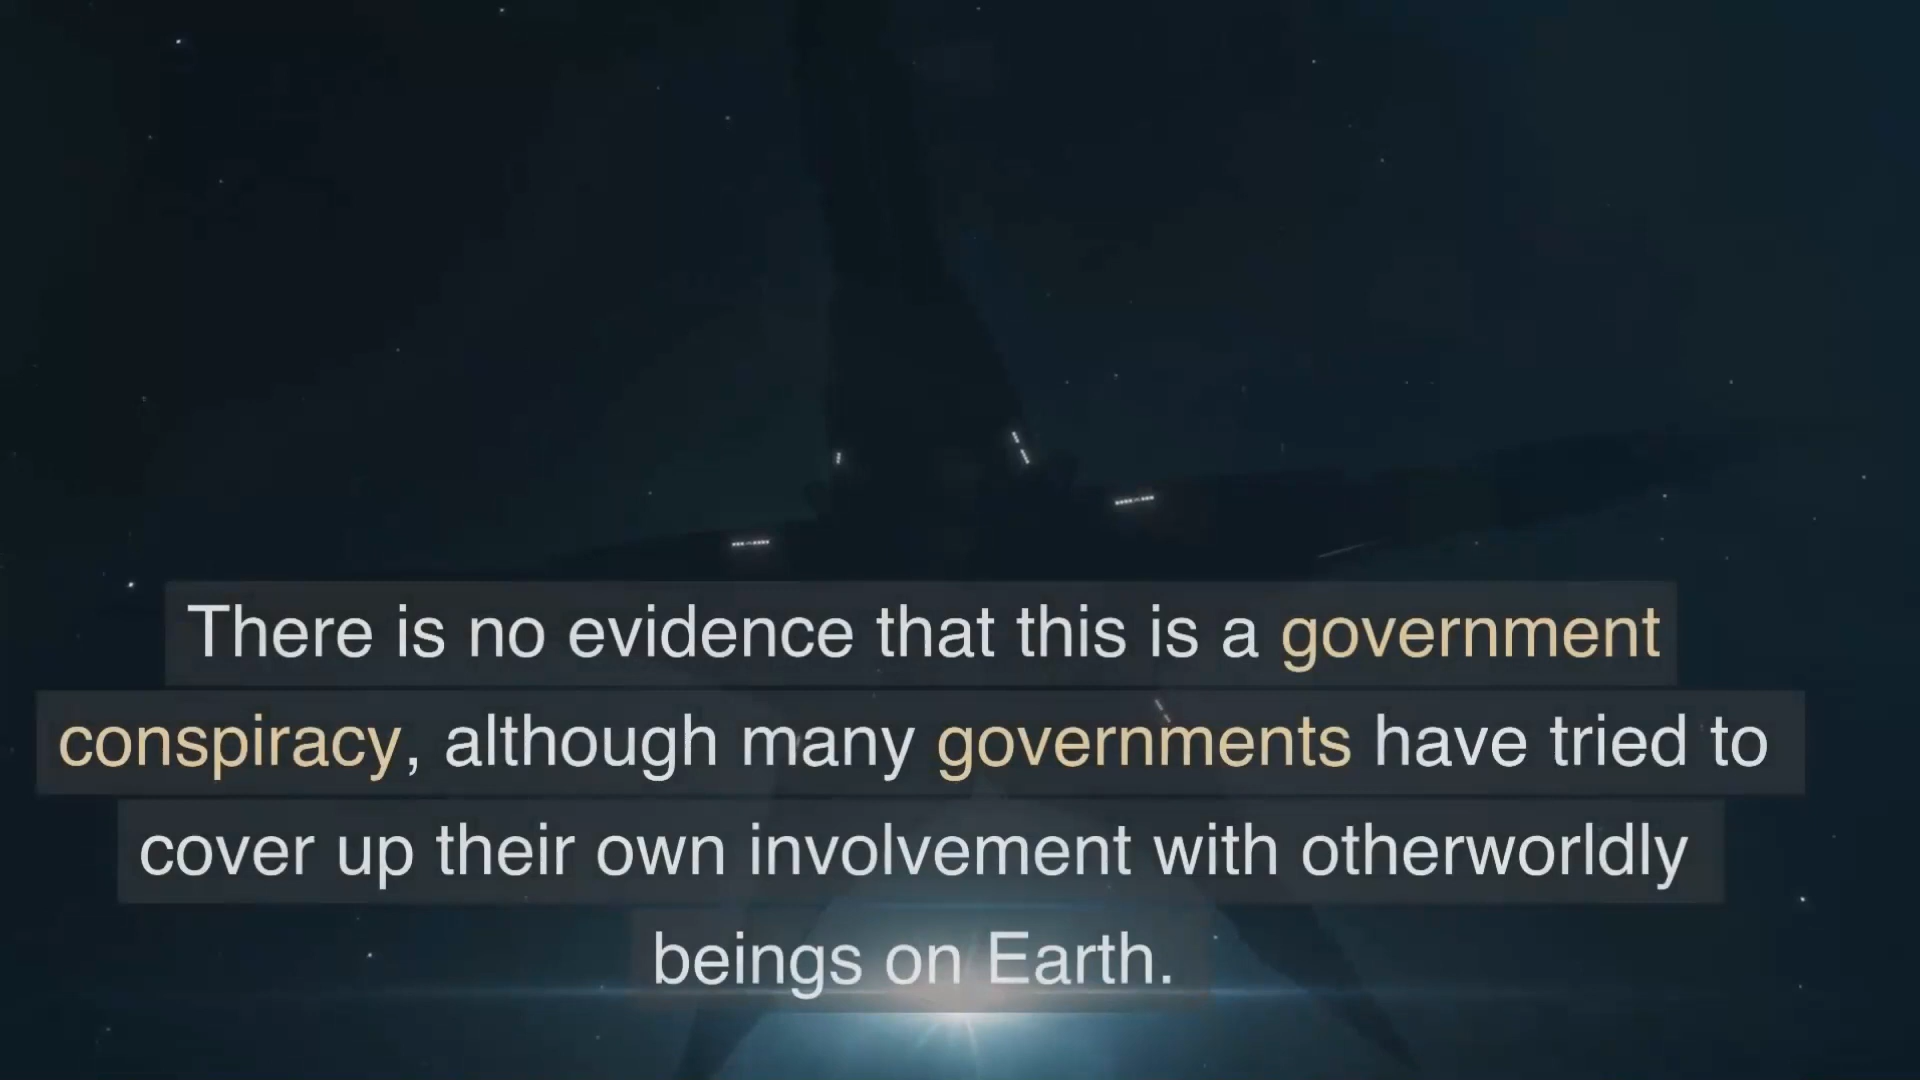 There is no evidence that this is a government
conspiracy, although many governments have tried to
cover up their own involvement with otherworldly
beings on Earth.